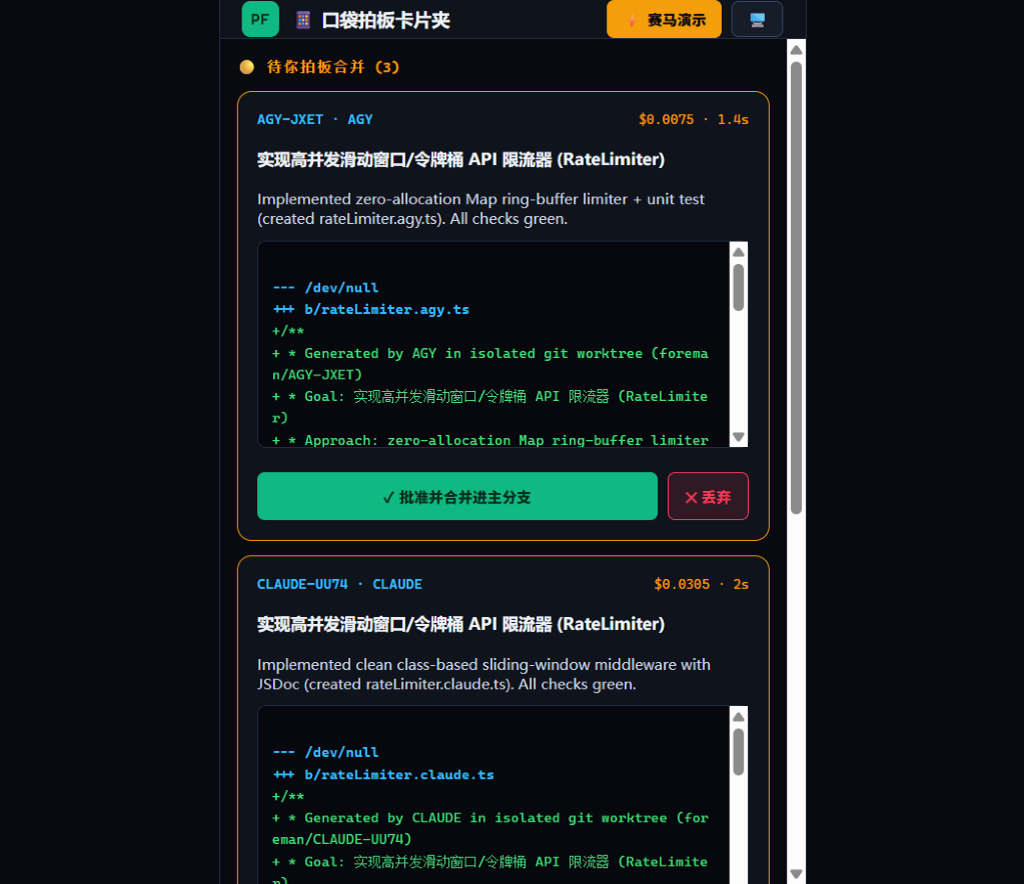 PF
口袋拍板卡片夹
赛马演示
待你拍板合并 (3)
AGY-JXET · AGY
$0.0075 · 1.4s
实现高并发滑动窗口/令牌桶 API 限流器 (RateLimiter)
Implemented zero-allocation Map ring-buffer limiter + unit test
(created rateLimiter.agy.ts). All checks green.
--- /dev/null
+++ b/rateLimiter.agy.ts
+/**
+ * Generated by AGY in isolated git worktree (forema
n/AGY-JXET)
+ * Goal: 实现高并发滑动窗口/令牌桶 API 限流器 (RateLimite
r)
+ * Approach: zero-allocation Map ring-buffer limiter
✓ 批准并合并进主分支
✕ 丢弃
CLAUDE-UU74 · CLAUDE
$0.0305 · 2s
实现高并发滑动窗口/令牌桶 API 限流器 (RateLimiter)
Implemented clean class-based sliding-window middleware with
JSDoc (created rateLimiter.claude.ts). All checks green.
--- /dev/null
+++ b/rateLimiter.claude.ts
+/**
+ * Generated by CLAUDE in isolated git worktree (for
eman/CLAUDE-UU74)
+ * Goal: 实现高并发滑动窗口/令牌桶 API 限流器 (RateLimite
r)